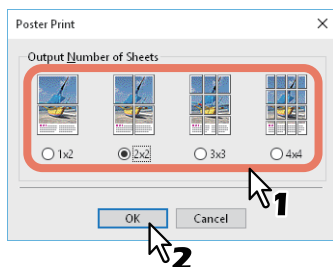 Poster Print
Output Number of Sheets
1x2 2x2 3x3 4x4
1
OK Cancel
2